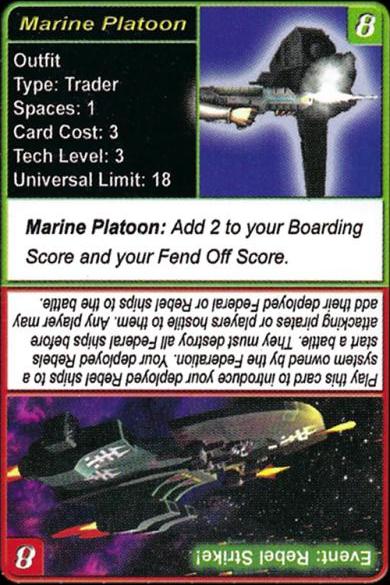 Marine Platoon
8
Outfit
Type: Trader
Spaces: 1
Card Cost: 3
Tech Level: 3
Universal Limit: 18
Marine Platoon: Add 2 to your Boarding
Score and your Fend Off Score.
Event: Rebel Strike!
8
Play this card to introduce your deployed Rebel ships to a
system owned by the Federation. Your deployed Rebels
start a battle. They must destroy all Federal ships before
attacking pirates or players hostile to them. Any player may
add their deployed Federal or Rebel ships to the battle.